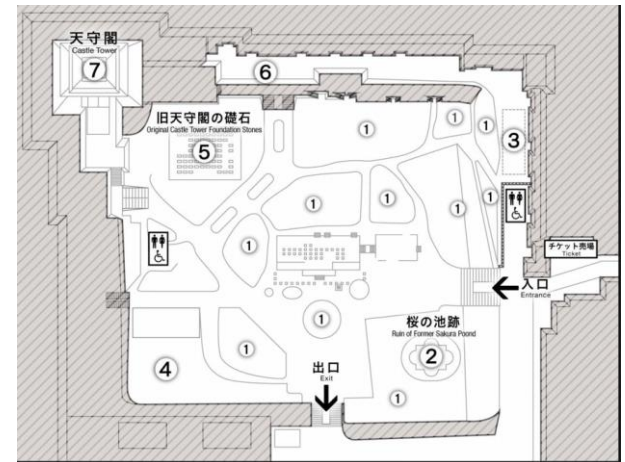 天守閣
Castle Tower
7
6
旧天守閣の礎石
Original Castle Tower Foundation Stones
5
1
1
1
3
1
1
1
1
1
チケット売場
Ticket
入口
Entrance
1
桜の池跡
Ruin of Former Sakura Poond
2
4
1
出口
Exit
1